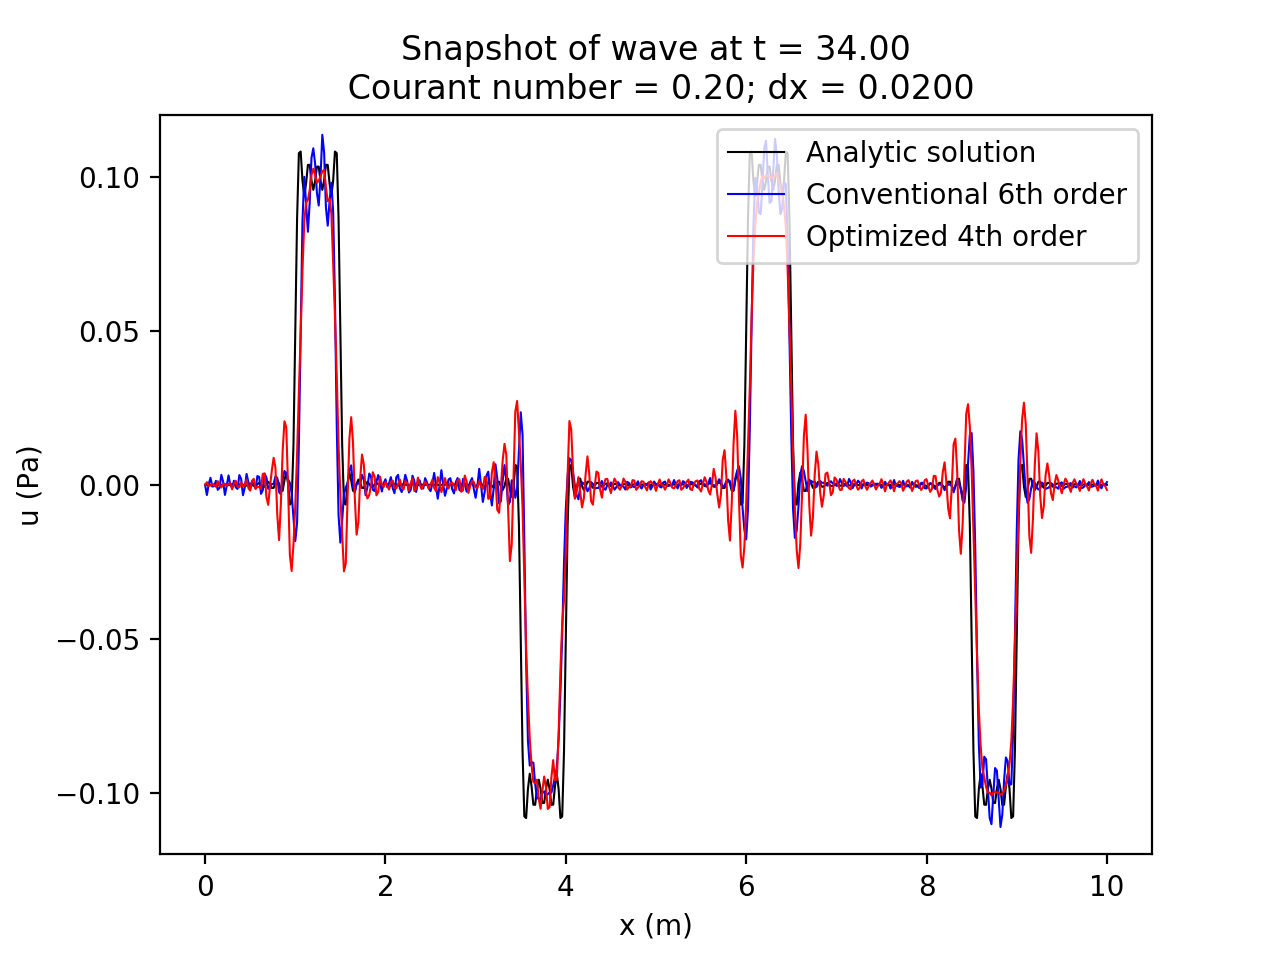 Snapshot of wave at t = 34.00
Courant number = 0.20; dx = 0.0200
Analytic solution
Conventional 6th order
Optimized 4th order
0.10
0.05
0.00
−0.05
−0.10
u (Pa)
0 2 4 6 8 10
x (m)